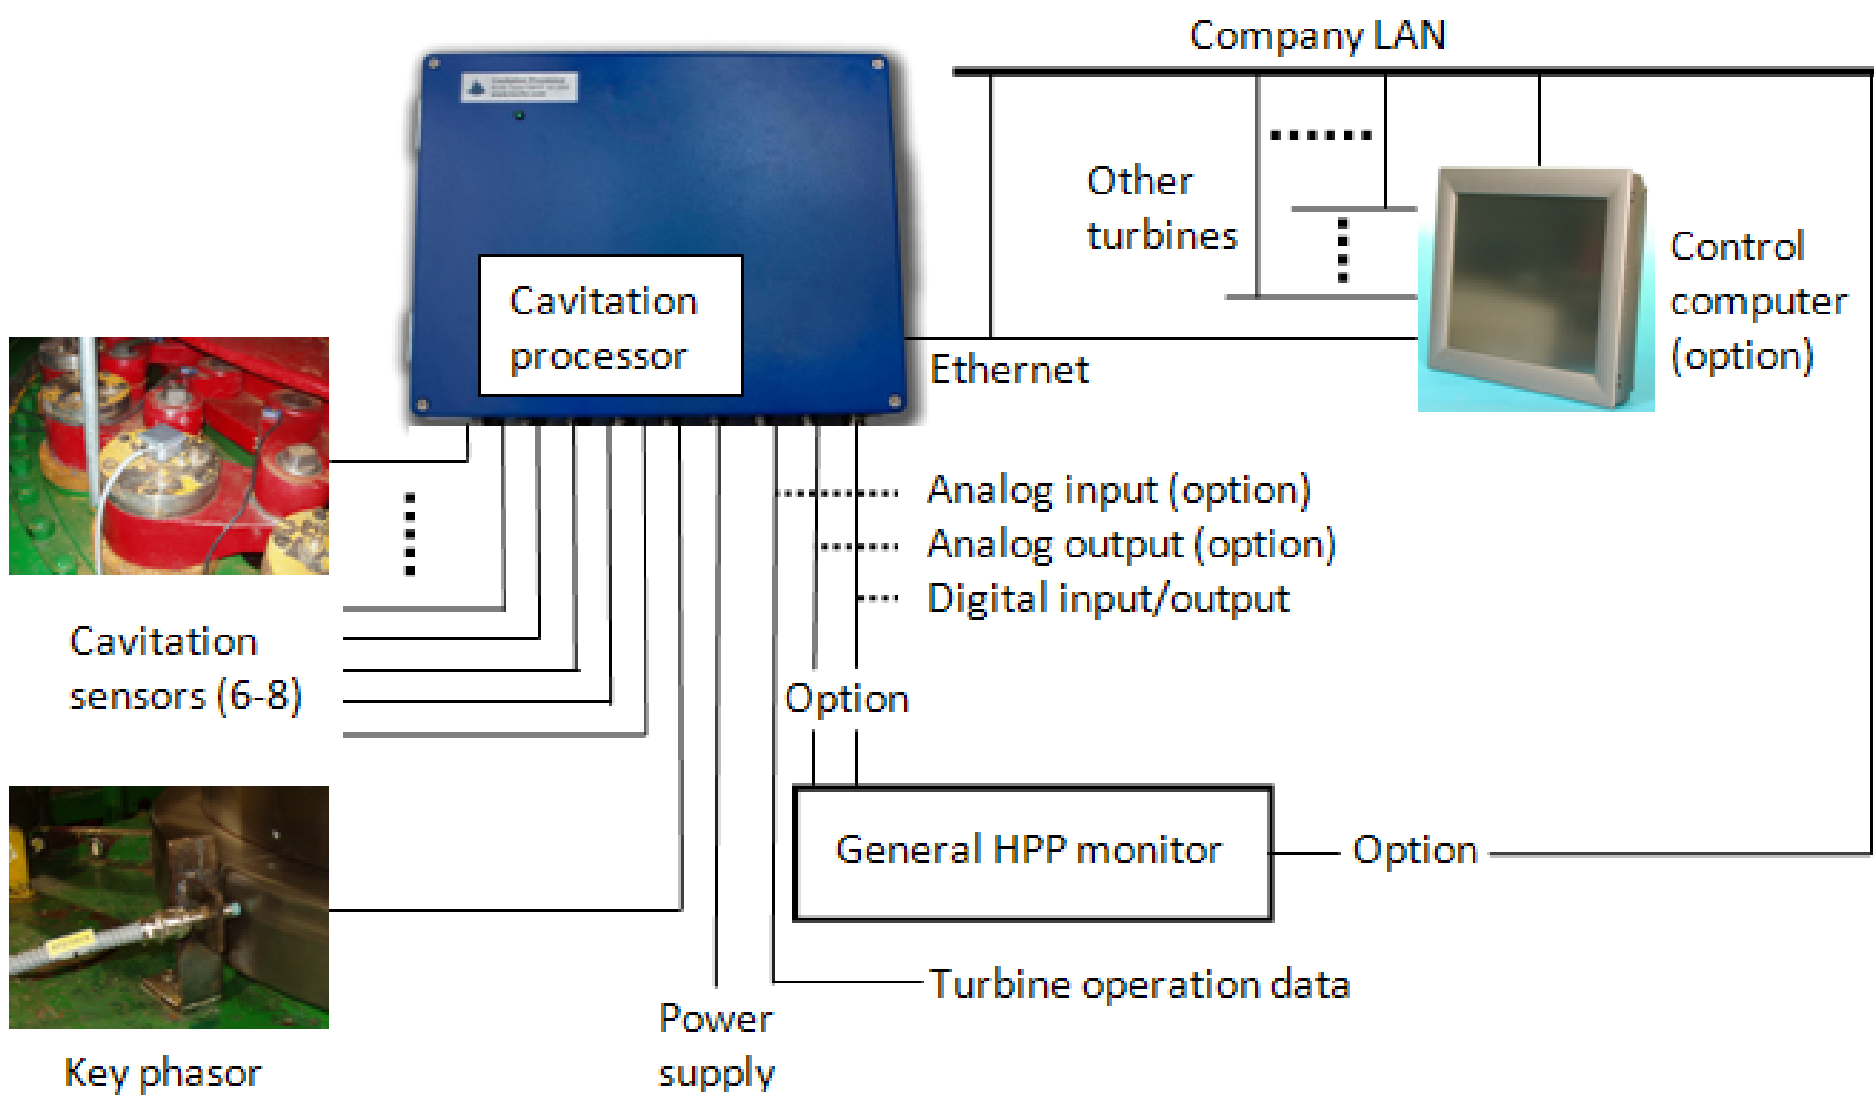 Company LAN
Other
turbines
Control
computer
(option)
Cavitation
processor
Ethernet
Analog input (option)
Analog output (option)
Digital input/output
Cavitation
sensors (6-8)
Option
General HPP monitor
Option
Turbine operation data
Power
supply
Key phasor